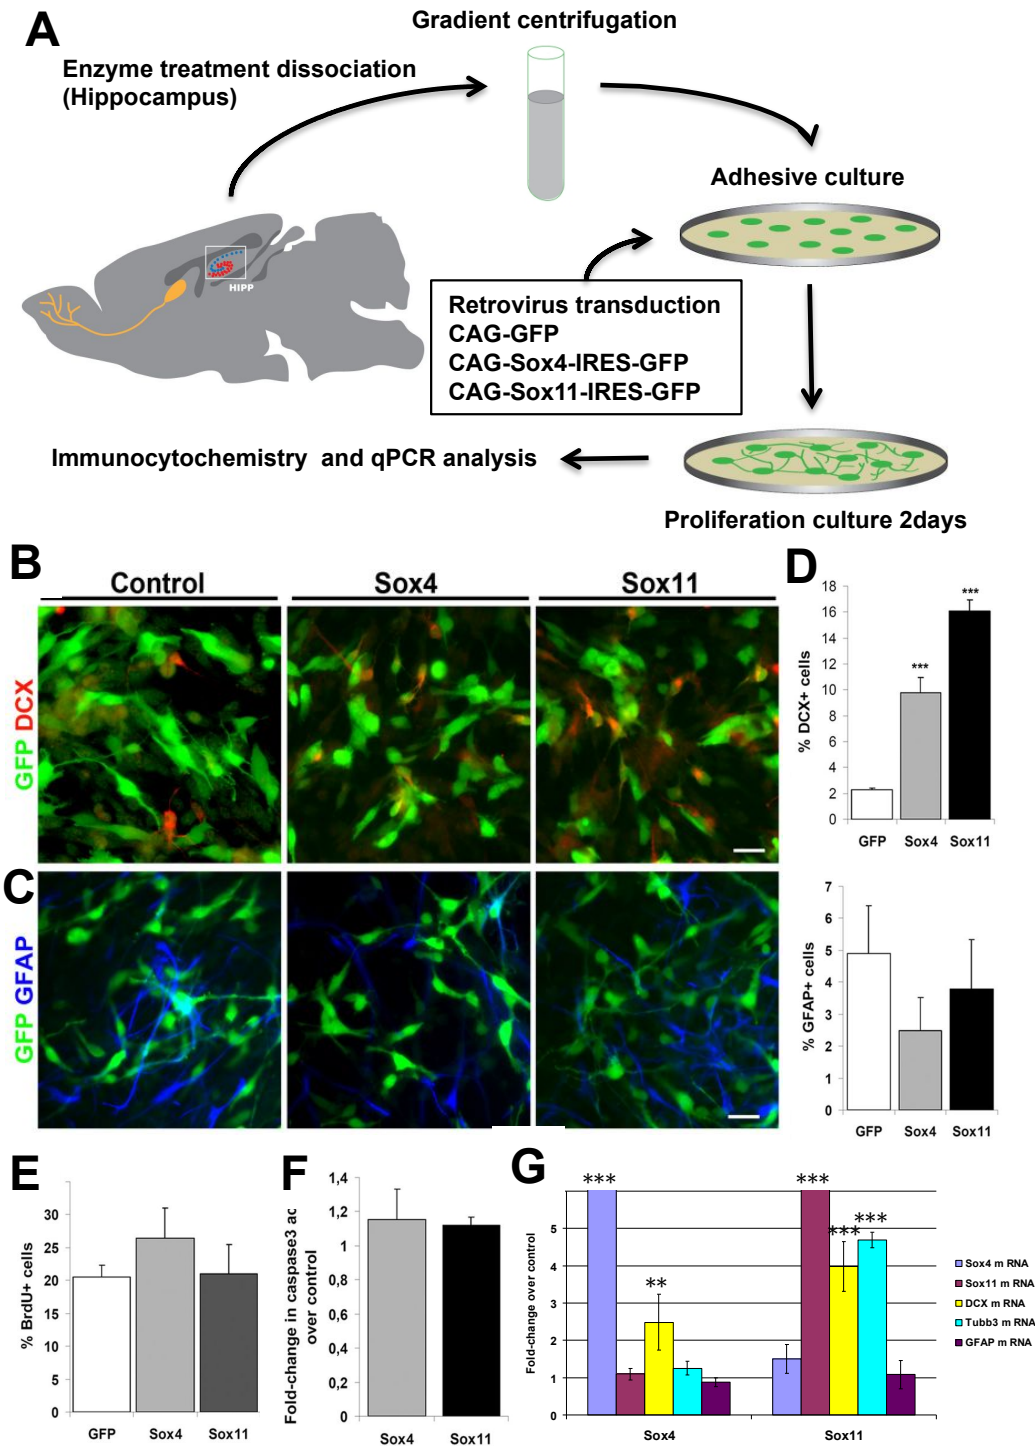 A
Gradient centrifugation
Enzyme treatment dissociation
(Hippocampus)
Adhesive culture
HIPP
Retrovirus transduction
CAG-GFP
CAG-Sox4-IRES-GFP
CAG-Sox11-IRES-GFP
Immunocytochemistry and qPCR analysis
Proliferation culture 2days
B
Control
Sox4
Sox11
GFP DCX
C
GFP GFAP
D
18
16
14
12
10
8
6
4
2
0
% DCX+ cells
***
***
GFP
Sox4
Sox11
7
6
5
4
3
2
1
0
% GFAP+ cells
GFP
Sox4
Sox11
E
30
25
20
15
10
5
0
% BrdU+ cells
GFP
Sox4
Sox11
F
1,4
1,2
1
0,8
0,6
0,4
0,2
0
Fold-change in caspase3 ac
over control
Sox4
Sox11
G
***
***
**
***
***
5
4
3
2
1
0
Fold-change over control
Sox4
Sox11
Sox4 m RNA
Sox11 m RNA
DCX m RNA
Tubb3 m RNA
GFAP m RNA